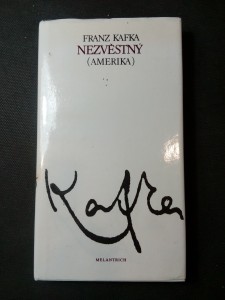 FRANZ KAFKA
NEZVĚSTNÝ
(AMERIKA)
Kafka
MELANTRICH